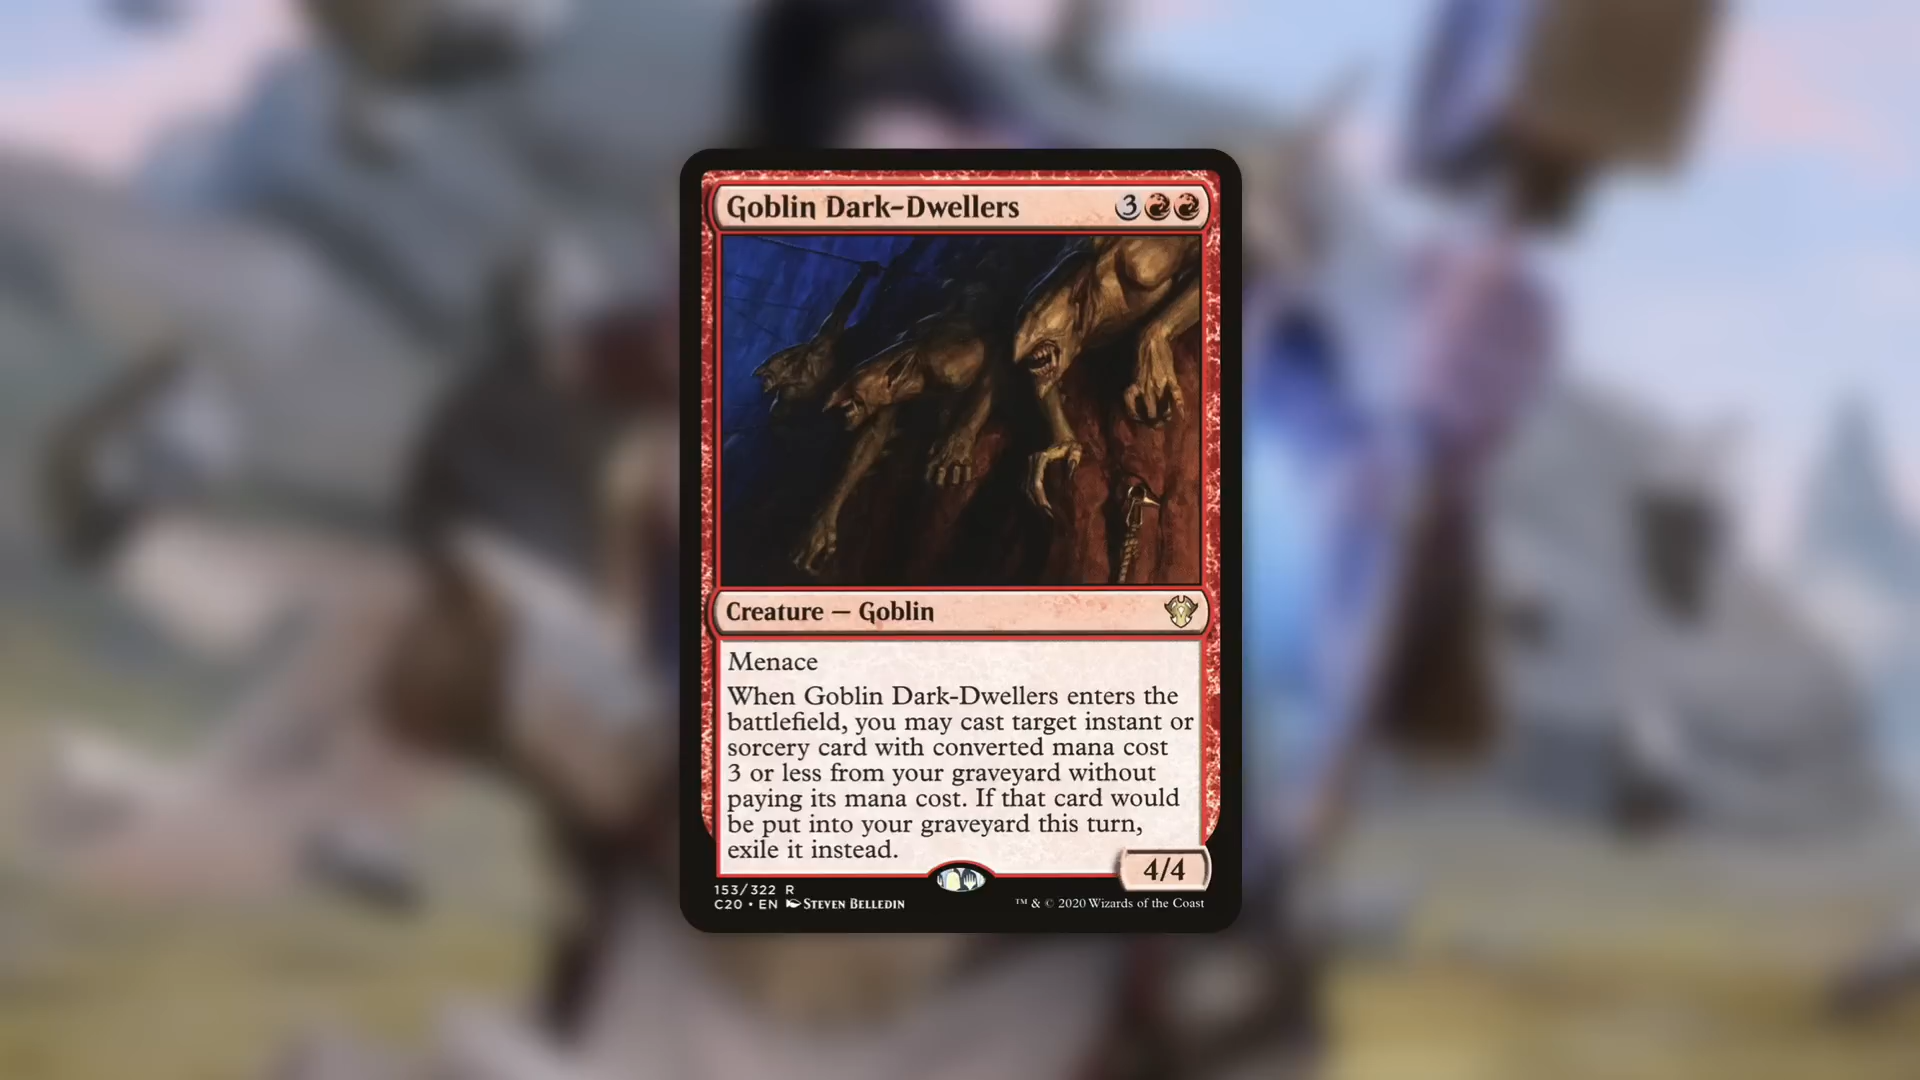 Goblin Dark-Dwellers 3
Creature — Goblin
Menace
When Goblin Dark-Dwellers enters the
battlefield, you may cast target instant or
sorcery card with converted mana cost
3 or less from your graveyard without
paying its mana cost. If that card would
be put into your graveyard this turn,
exile it instead.
4/4
153/322 R
C20 • EN STEVEN BELLEDIN
™ & © 2020 Wizards of the Coast